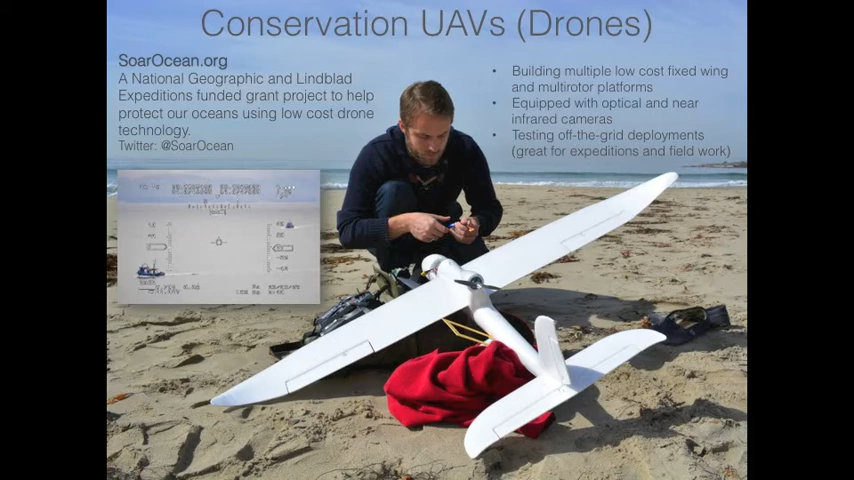 Conservation UAVs (Drones)
SoarOcean.org
A National Geographic and Lindblad
Expeditions funded grant project to help
protect our oceans using low cost drone
technology.
Twitter: @SoarOcean
• Building multiple low cost fixed wing
and multirotor platforms
• Equipped with optical and near
infrared cameras
• Testing off-the-grid deployments
(great for expeditions and field work)